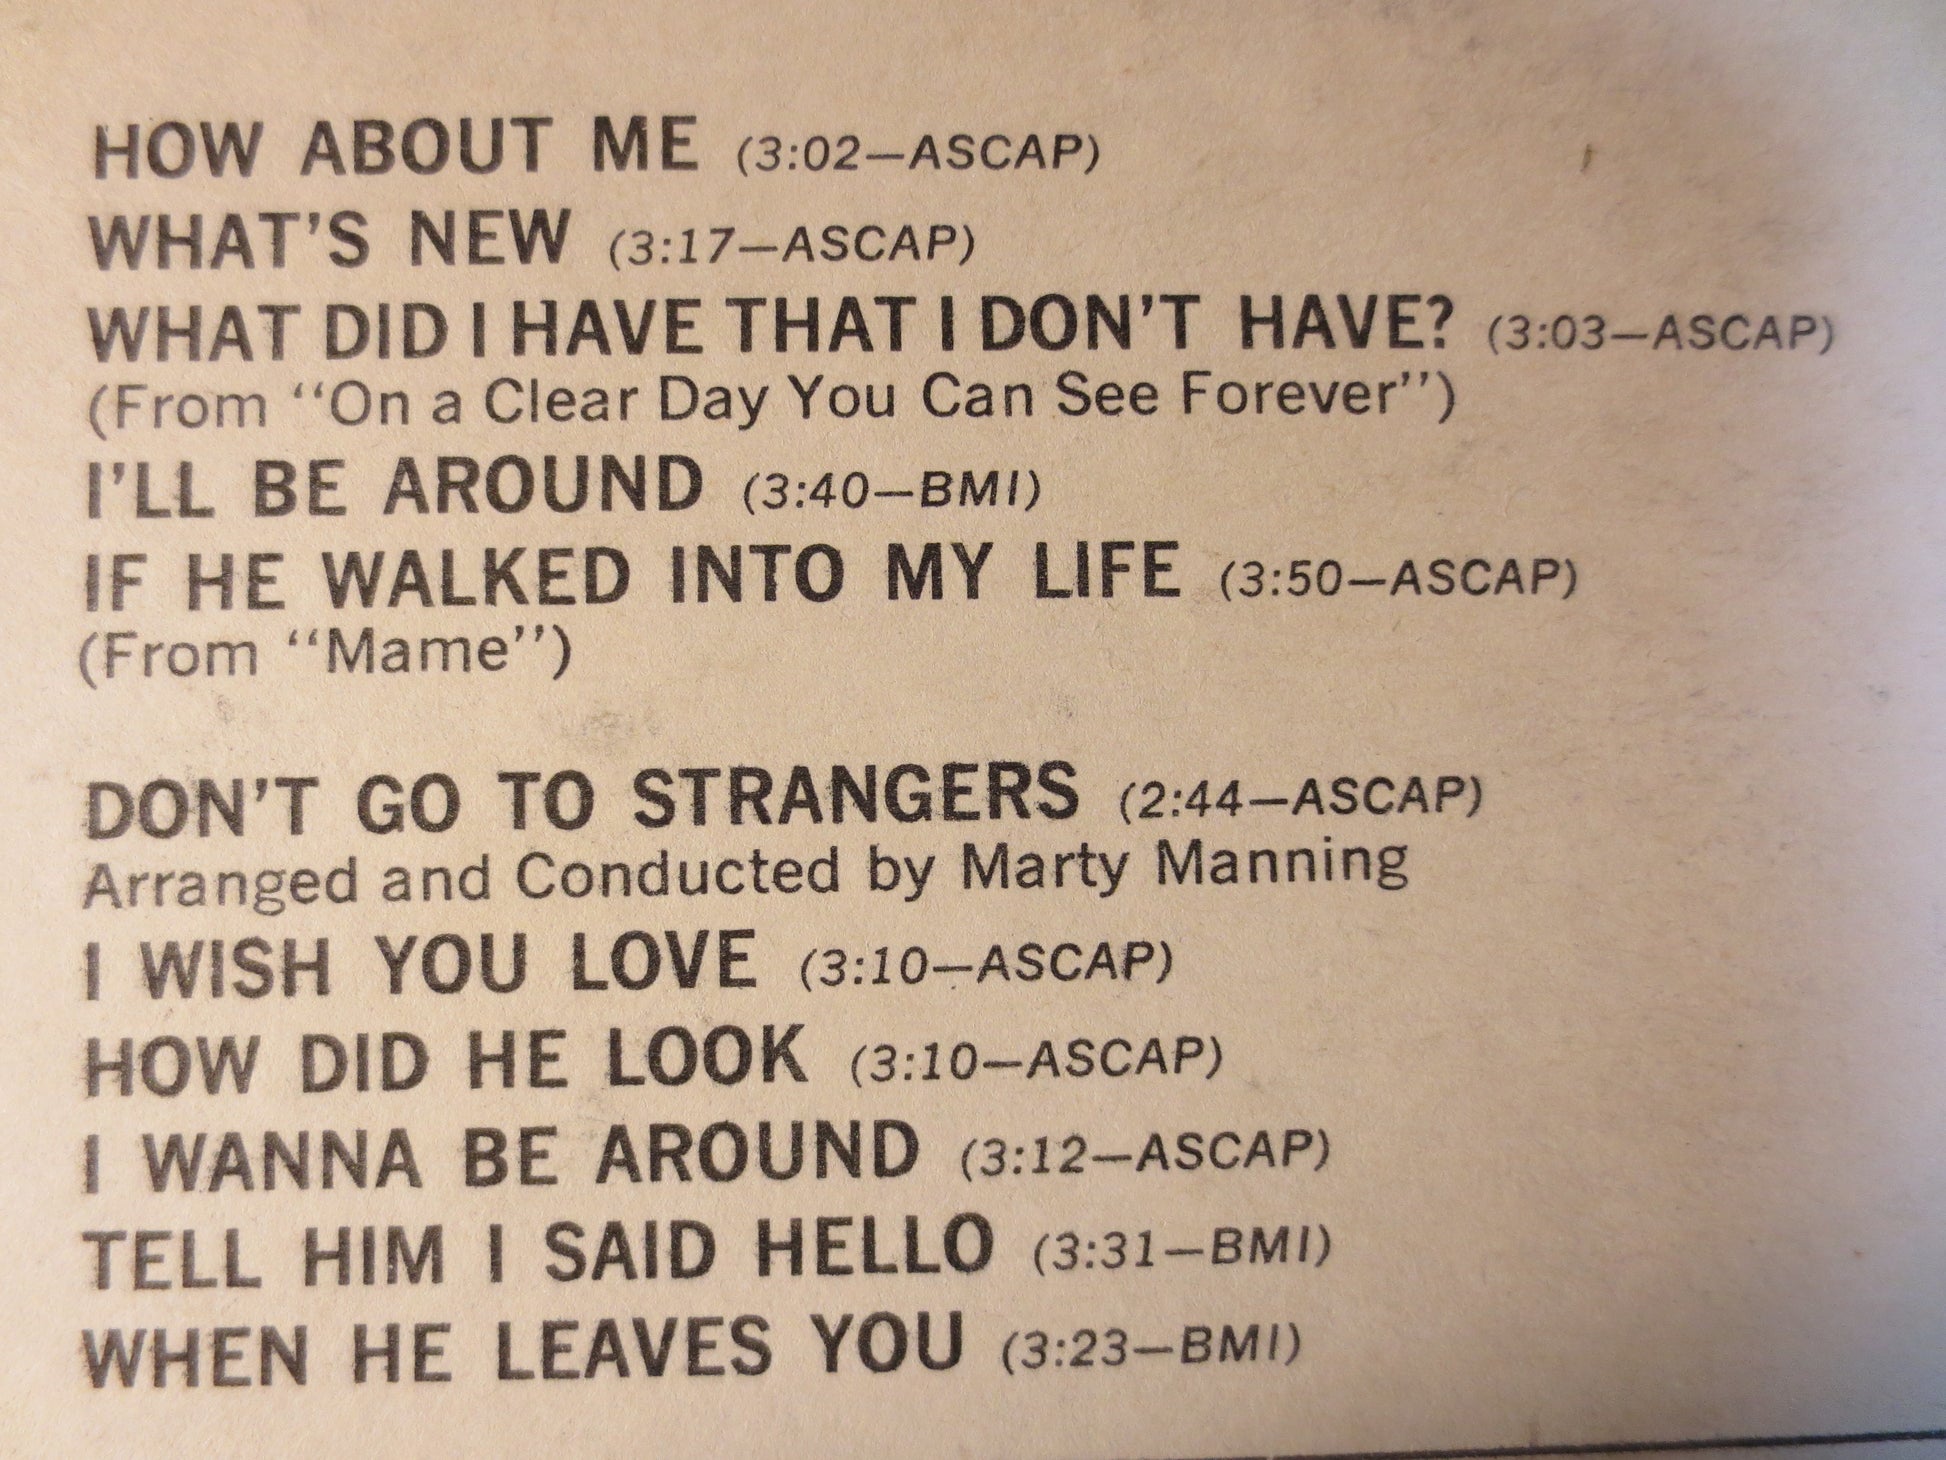 HOW ABOUT ME (3:02—ASCAP)
WHAT'S NEW (3:17—ASCAP)
WHAT DID I HAVE THAT I DON'T HAVE? (3:03—ASCAP)
(From "On a Clear Day You Can See Forever")
I'LL BE AROUND (3:40—BMI)
IF HE WALKED INTO MY LIFE (3:50—ASCAP)
(From "Mame")
DON'T GO TO STRANGERS (2:44—ASCAP)
Arranged and Conducted by Marty Manning
I WISH YOU LOVE (3:10—ASCAP)
HOW DID HE LOOK (3:10—ASCAP)
I WANNA BE AROUND (3:12—ASCAP)
TELL HIM I SAID HELLO (3:31—BMI)
WHEN HE LEAVES YOU (3:23—BMI)